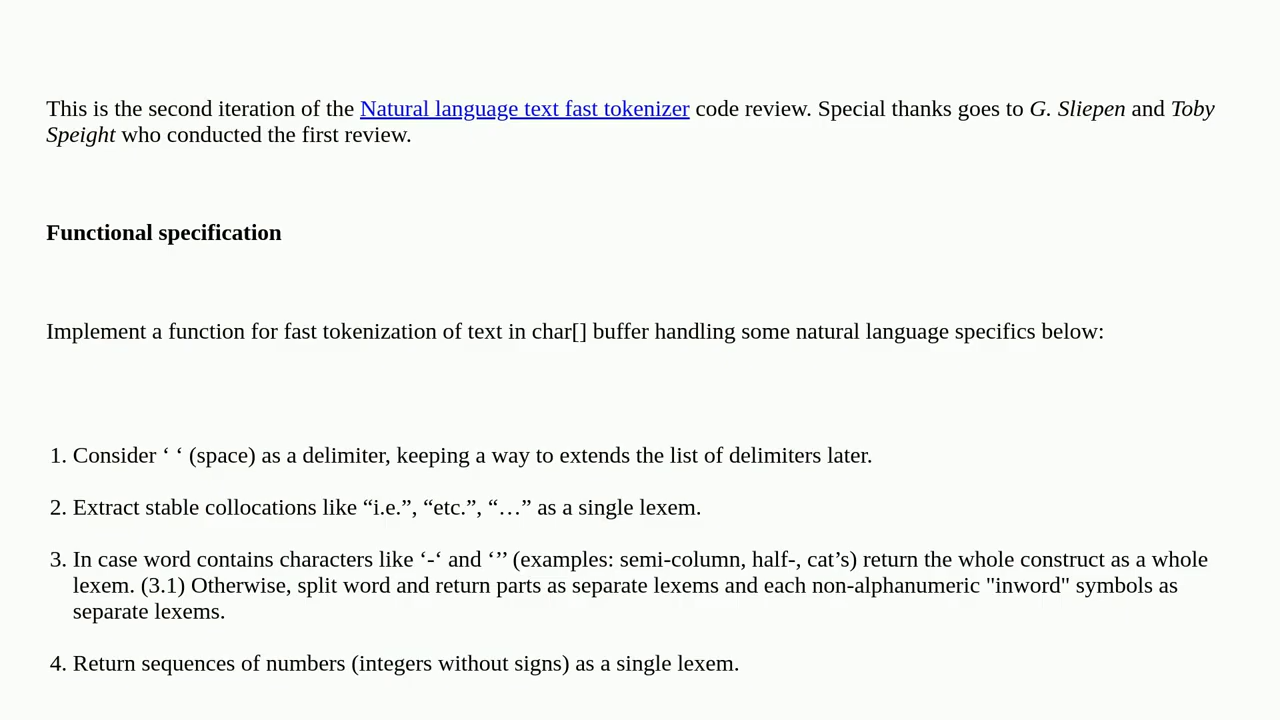 This is the second iteration of the Natural language text fast tokenizer code review. Special thanks goes to G. Sliepen and Toby
Speight who conducted the first review.
Functional specification
Implement a function for fast tokenization of text in char[] buffer handling some natural language specifics below:
1. Consider ‘ ‘ (space) as a delimiter, keeping a way to extends the list of delimiters later.
2. Extract stable collocations like “i.e.”, “etc.”, “…” as a single lexem.
3. In case word contains characters like ‘-‘ and ‘’’ (examples: semi-column, half-, cat’s) return the whole construct as a whole
lexem. (3.1) Otherwise, split word and return parts as separate lexems and each non-alphanumeric "inword" symbols as
separate lexems.
4. Return sequences of numbers (integers without signs) as a single lexem.